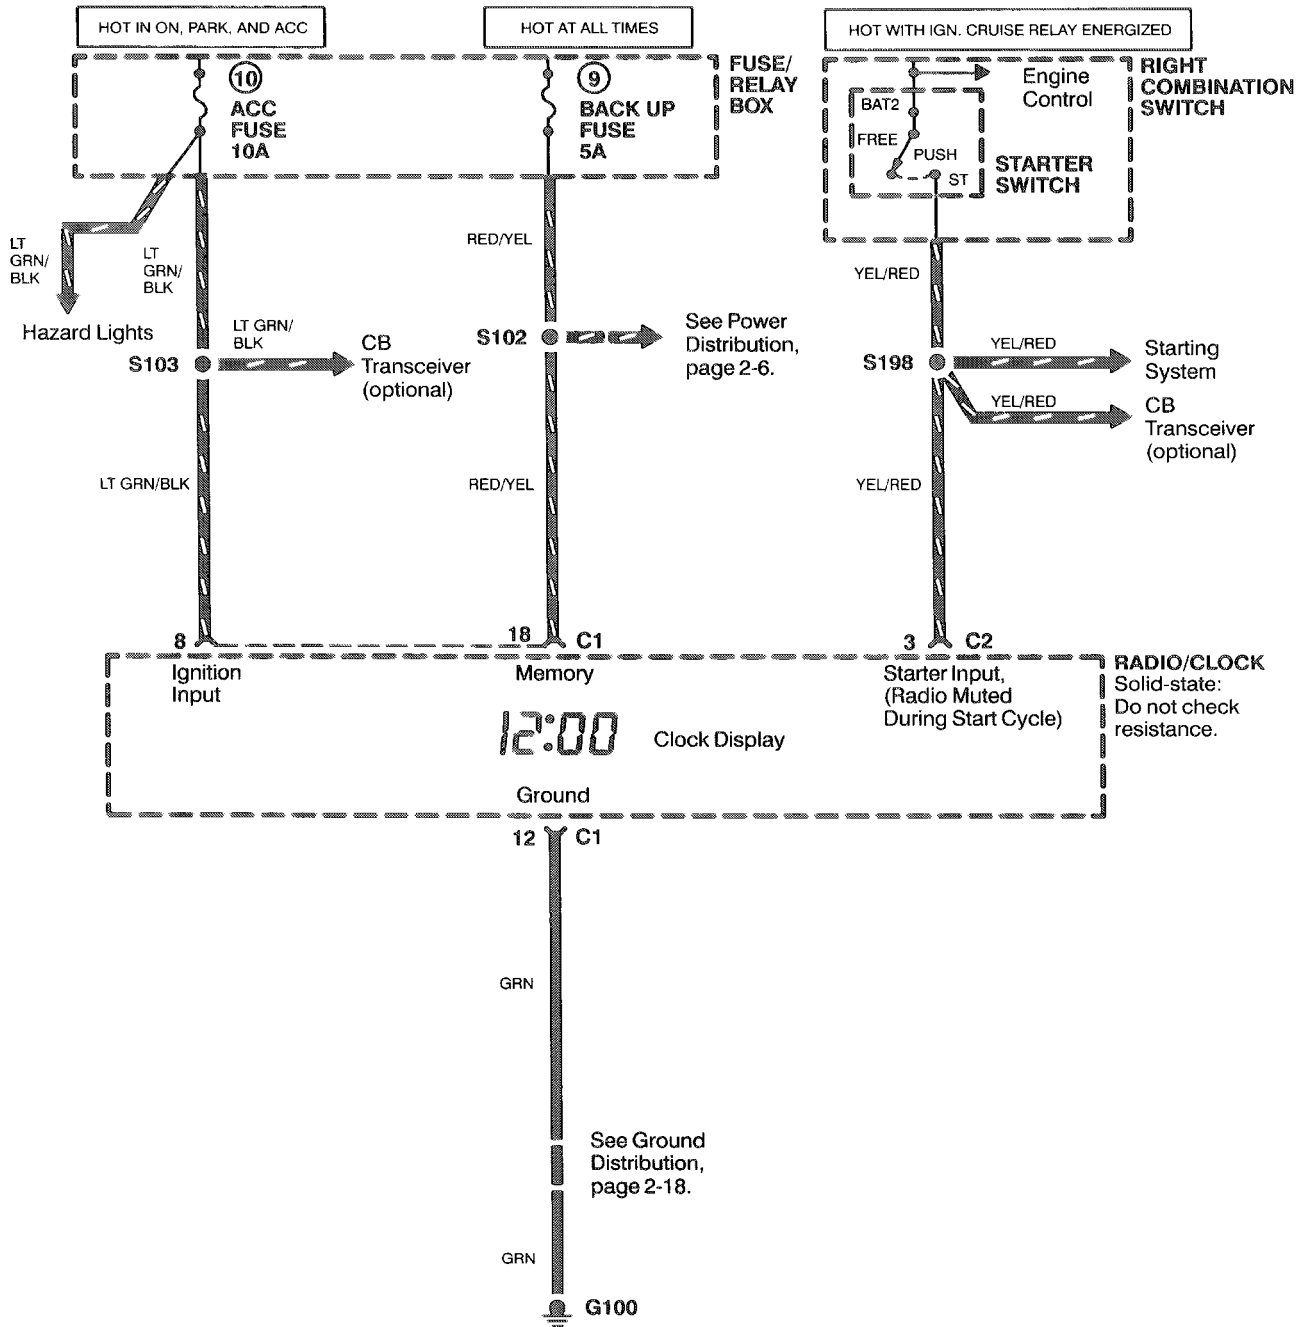 HOT IN ON, PARK, AND ACC
HOT AT ALL TIMES
HOT WITH IGN. CRUISE RELAY ENERGIZED
10
ACC
FUSE
10A
9
BACK UP
FUSE
5A
FUSE/
RELAY
BOX
BAT2
FREE
PUSH
ST
Engine
Control
STARTER
SWITCH
RIGHT
COMBINATION
SWITCH
LT
GRN/
BLK
LT
GRN/
BLK
RED/YEL
YEL/RED
Hazard Lights
S103
LT GRN/
BLK
CB
Transceiver
(optional)
S102
See Power
Distribution,
page 2-6.
S198
YEL/RED
Starting
System
YEL/RED
CB
Transceiver
(optional)
LT GRN/BLK
RED/YEL
YEL/RED
8
18
C1
3
C2
Ignition
Input
Memory
Starter Input,
(Radio Muted
During Start Cycle)
RADIO/CLOCK
Solid-state:
Do not check
resistance.
12:00
Clock Display
Ground
12
C1
GRN
See Ground
Distribution,
page 2-18.
GRN
G100